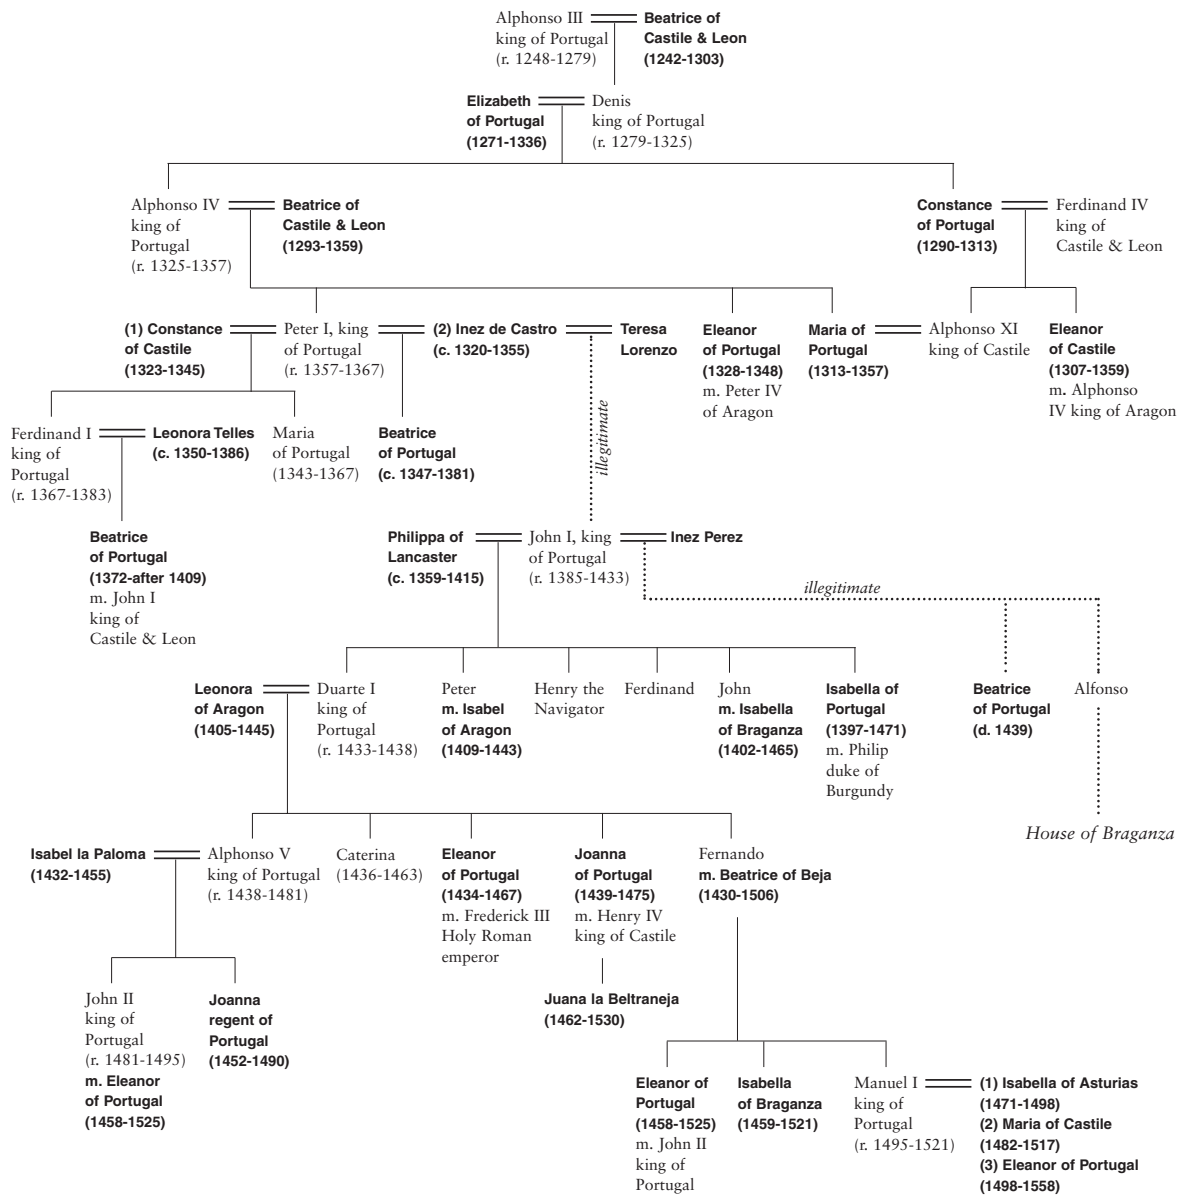 Alphonso III
king of Portugal
(r. 1248-1279)
Beatrice of
Castile & Leon
(1242-1303)
Elizabeth
of Portugal
(1271-1336)
Denis
king of Portugal
(r. 1279-1325)
Alphonso IV
king of
Portugal
(r. 1325-1357)
Beatrice of
Castile & Leon
(1293-1359)
Constance
of Portugal
(1290-1313)
Ferdinand IV
king of
Castile & Leon
(1) Constance
of Castile
(1323-1345)
Peter I, king
of Portugal
(r. 1357-1367)
(2) Inez de Castro
(c. 1320-1355)
Teresa
Lorenzo
Eleanor
of Portugal
(1328-1348)
m. Peter IV
of Aragon
Maria of
Portugal
(1313-1357)
Alphonso XI
king of Castile
Eleanor
of Castile
(1307-1359)
m. Alphonso
IV king of Aragon
illegitimate
Ferdinand I
king of
Portugal
(r. 1367-1383)
Leonora Telles
(c. 1350-1386)
Maria
of Portugal
(1343-1367)
Beatrice
of Portugal
(c. 1347-1381)
Beatrice
of Portugal
(1372-after 1409)
m. John I
king of
Castile & Leon
Philippa of
Lancaster
(c. 1359-1415)
John I, king
of Portugal
(r. 1385-1433)
Inez Perez
illegitimate
Leonora
of Aragon
(1405-1445)
Duarte I
king of
Portugal
(r. 1433-1438)
Peter
m. Isabel
of Aragon
(1409-1443)
Henry the
Navigator
Ferdinand
John
m. Isabella
of Braganza
(1402-1465)
Isabella of
Portugal
(1397-1471)
m. Philip
duke of
Burgundy
Beatrice
of Portugal
(d. 1439)
Alfonso
House of Braganza
Isabel la Paloma
(1432-1455)
Alphonso V
king of Portugal
(r. 1438-1481)
Caterina
(1436-1463)
Eleanor
of Portugal
(1434-1467)
m. Frederick III
Holy Roman
emperor
Joanna
of Portugal
(1439-1475)
m. Henry IV
king of Castile
Fernando
m. Beatrice of Beja
(1430-1506)
John II
king of
Portugal
(r. 1481-1495)
m. Eleanor
of Portugal
(1458-1525)
Joanna
regent of
Portugal
(1452-1490)
Juana la Beltraneja
(1462-1530)
Eleanor of
Portugal
(1458-1525)
m. John II
king of
Portugal
Isabella
of Braganza
(1459-1521)
Manuel I
king of
Portugal
(r. 1495-1521)
(1) Isabella of Asturias
(1471-1498)
(2) Maria of Castile
(1482-1517)
(3) Eleanor of Portugal
(1498-1558)